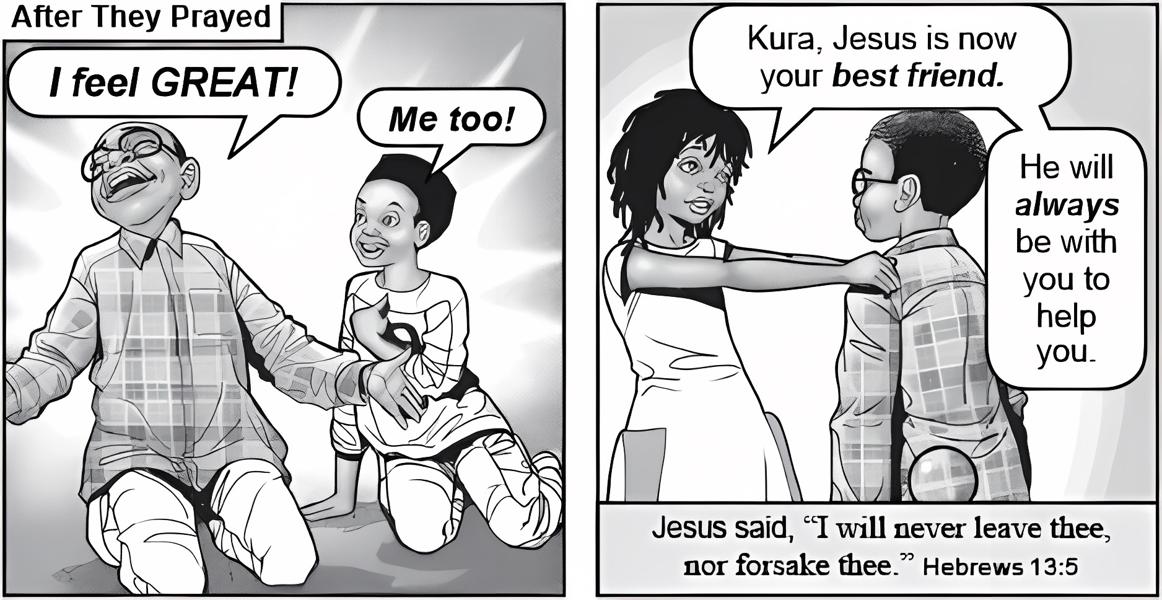 After They Prayed
I feel GREAT!
Me too!
Kura, Jesus is now
your best friend.
He will
always
be with
you to
help
you.
Jesus said, “I will never leave thee,
nor forsake thee.” Hebrews 13:5